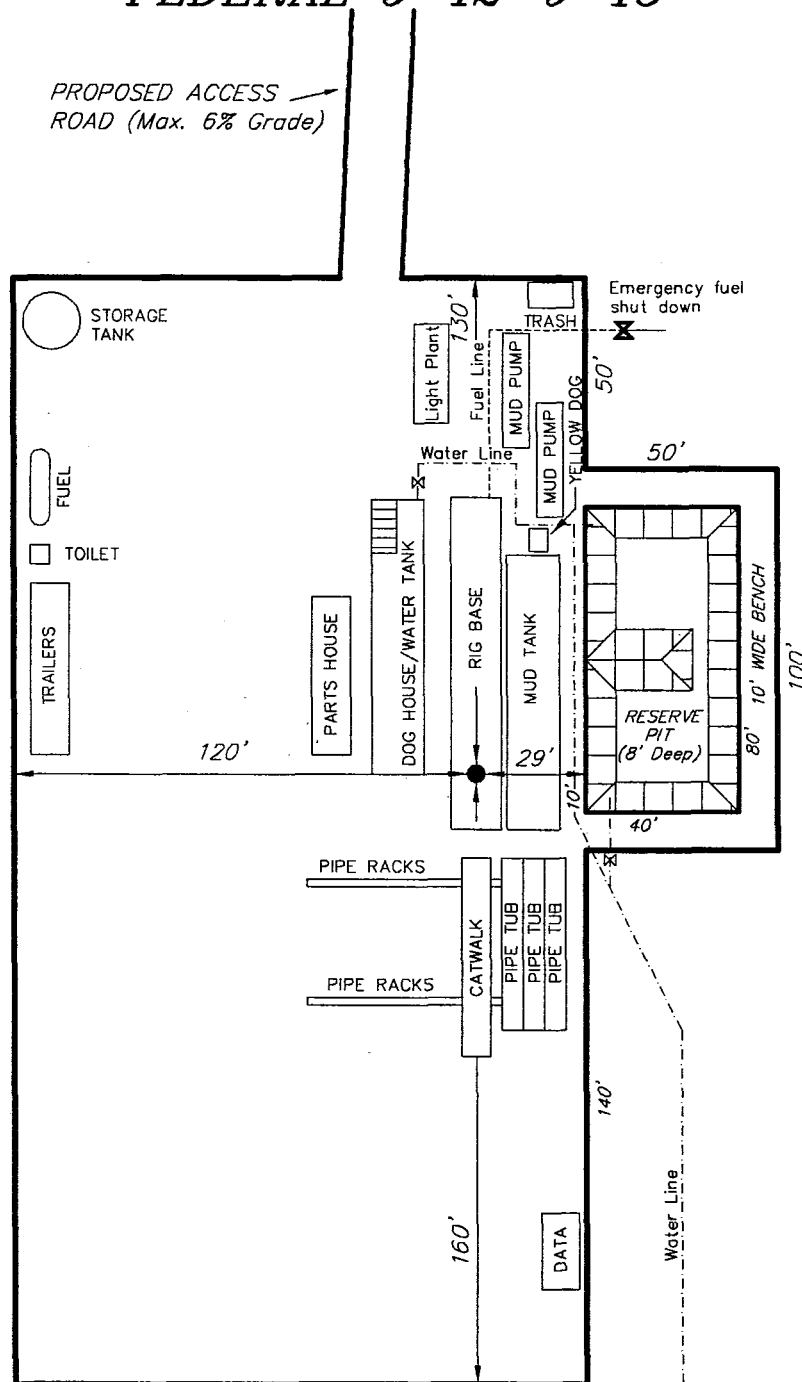 PROPOSED ACCESS
ROAD (Max. 6% Grade)
STORAGE
TANK
Light Plant
130'
Fuel Line
TRASH
Emergency fuel
shut down
MUD PUMP
50'
MUD PUMP
YELLOW DOG
Water Line
50'
FUEL
TOILET
TRAILERS
PARTS HOUSE
DOG HOUSE/WATER TANK
RIG BASE
MUD TANK
RESERVE
PIT
(8' Deep)
80'
10' WIDE BENCH
100'
120'
29'
10'
40'
PIPE RACKS
CATWALK
PIPE TUB
PIPE TUB
PIPE TUB
PIPE RACKS
140'
160'
DATA
Water Line